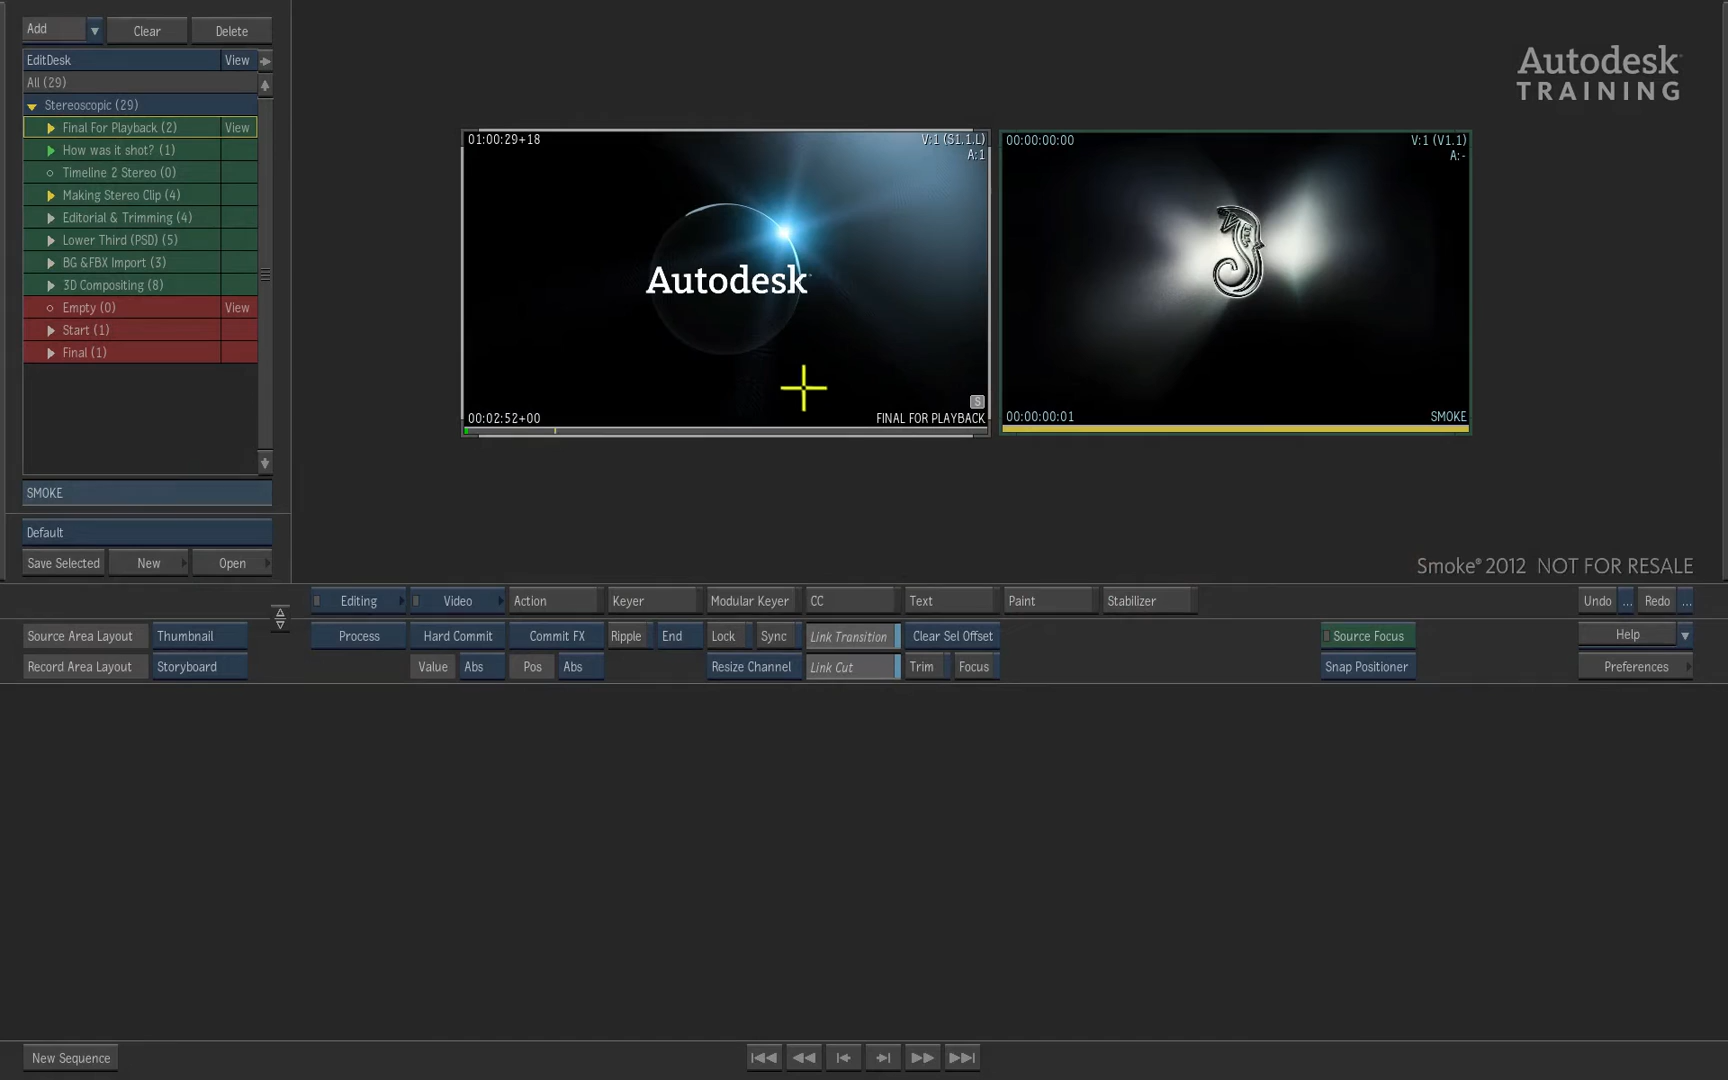 Add
Clear
Delete
EditDesk
View
All (29)
Stereoscopic (29)
Final For Playback (2)
View
How was it shot? (1)
Timeline 2 Stereo (0)
Making Stereo Clip (4)
Editorial & Trimming (4)
Lower Third (PSD) (5)
BG &FBX Import (3)
3D Compositing (8)
Empty (0)
View
Start (1)
Final (1)
SMOKE
Default
Save Selected
New
Open
Autodesk
TRAINING
01:00:29+18
V:1 (S1.1.L)
A:1
Autodesk
S
00:02:52+00
FINAL FOR PLAYBACK
00:00:00:00
V:1 (V1.1)
A:-
00:00:00:01
SMOKE
Smoke® 2012 NOT FOR RESALE
Editing
Video
Action
Keyer
Modular Keyer
CC
Text
Paint
Stabilizer
Undo
...
Redo
...
Source Area Layout
Thumbnail
Process
Hard Commit
Commit FX
Ripple
End
Lock
Sync
Link Transition
Clear Sel Offset
Source Focus
Help
Record Area Layout
Storyboard
Value
Abs
Pos
Abs
Resize Channel
Link Cut
Trim
Focus
Snap Positioner
Preferences
New Sequence